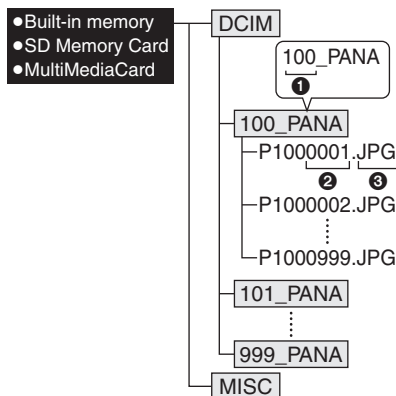 ●Built-in memory
●SD Memory Card
●MultiMediaCard
DCIM
100_PANA
❶
100_PANA
P1000001.JPG
❷ ❸
P1000002.JPG
P1000999.JPG
101_PANA
999_PANA
MISC